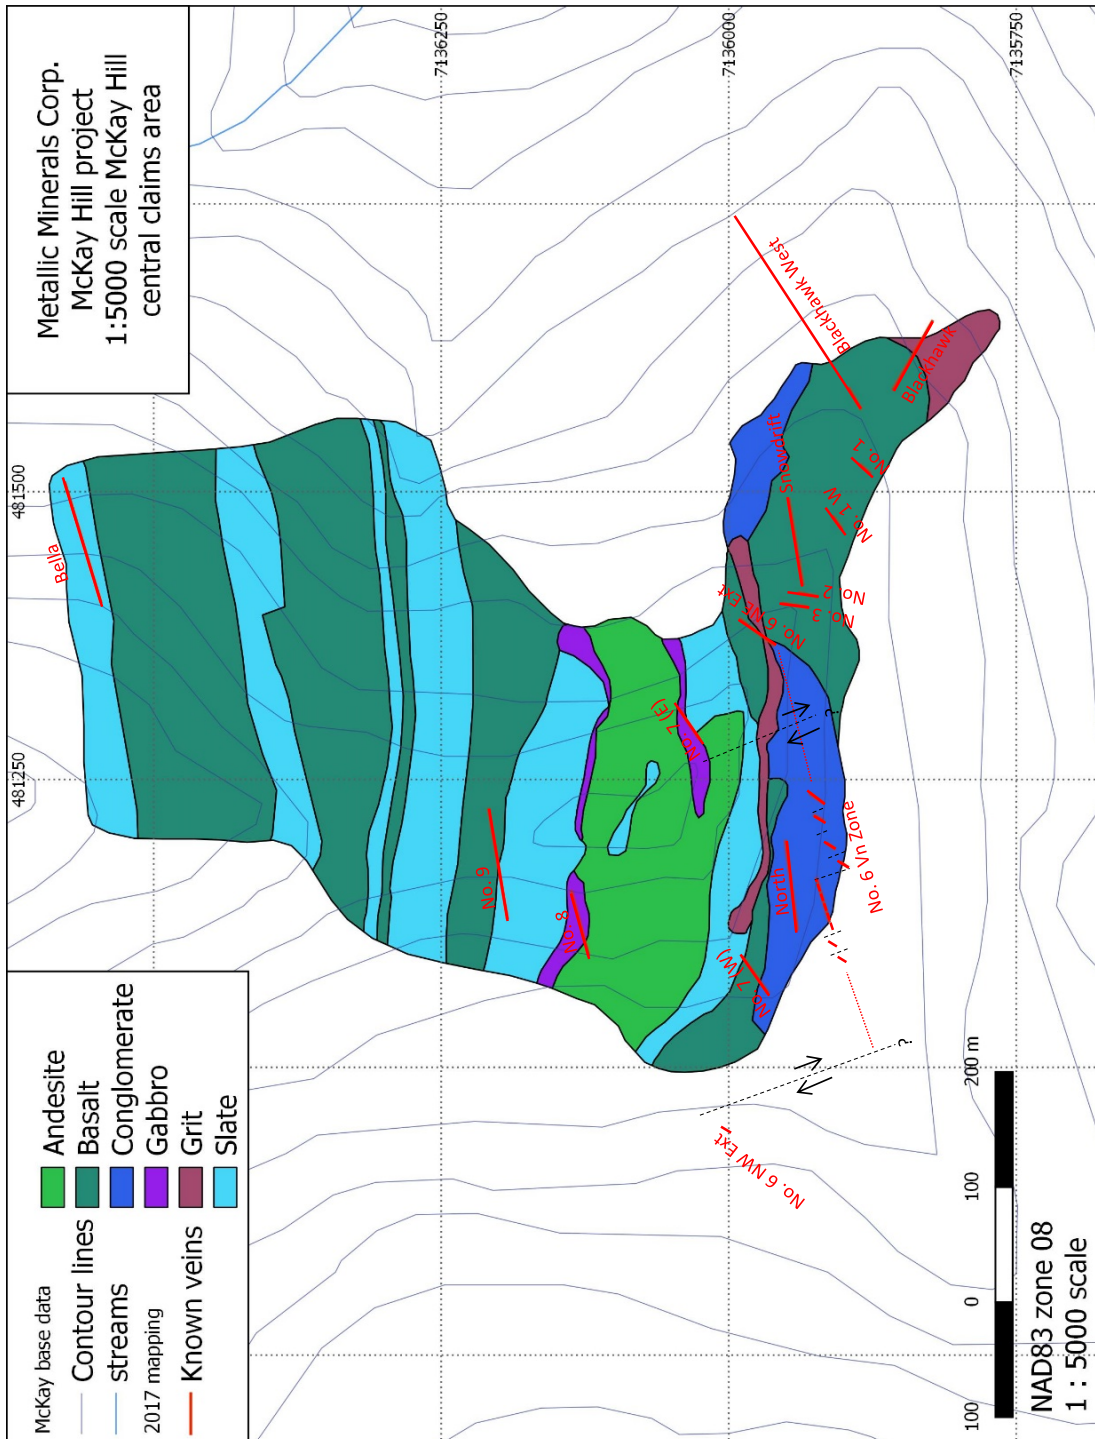 Metallic Minerals Corp.
McKay Hill project
1:5000 scale McKay Hill
central claims area
7136250
7136000
7135750
481500
481250
Bella
Blackhawk West
Blackhawk
Snowdrift
No. 1
No. 1 W
No. 2
No. 3
No. 6 NE Ext
No. 7 (E)
?
No. 9
No. 8
North
No. 6 Vn Zone
No. 7 (W)
?
No. 6 NW Ext
McKay base data
Contour lines
streams
2017 mapping
Known veins
Andesite
Basalt
Conglomerate
Gabbro
Grit
Slate
100
0
100
200 m
NAD83 zone 08
1 : 5000 scale